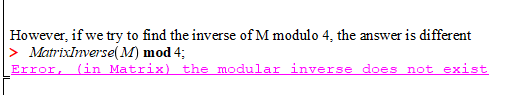 However, if we try to find the inverse of M modulo 4, the answer is different
> MatrixInverse(M) mod 4;
Error, (in Matrix) the modular inverse does not exist